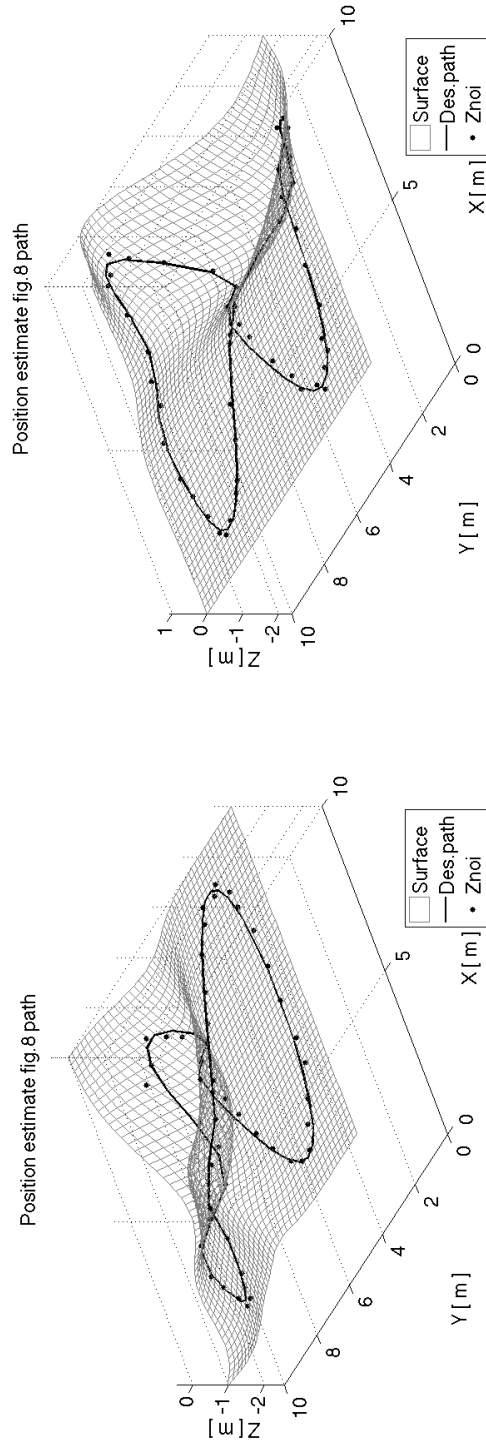 Position estimate fig.8 path
0
-1
-2
Z [ m ]
10
8
6
4
2
0
Y [ m ]
0
5
10
X [ m ]
Surface
Des.path
Znoi
Position estimate fig.8 path
1
0
-1
-2
Z [ m ]
10
8
6
4
2
0
Y [ m ]
0
5
10
X [ m ]
Surface
Des.path
Znoi